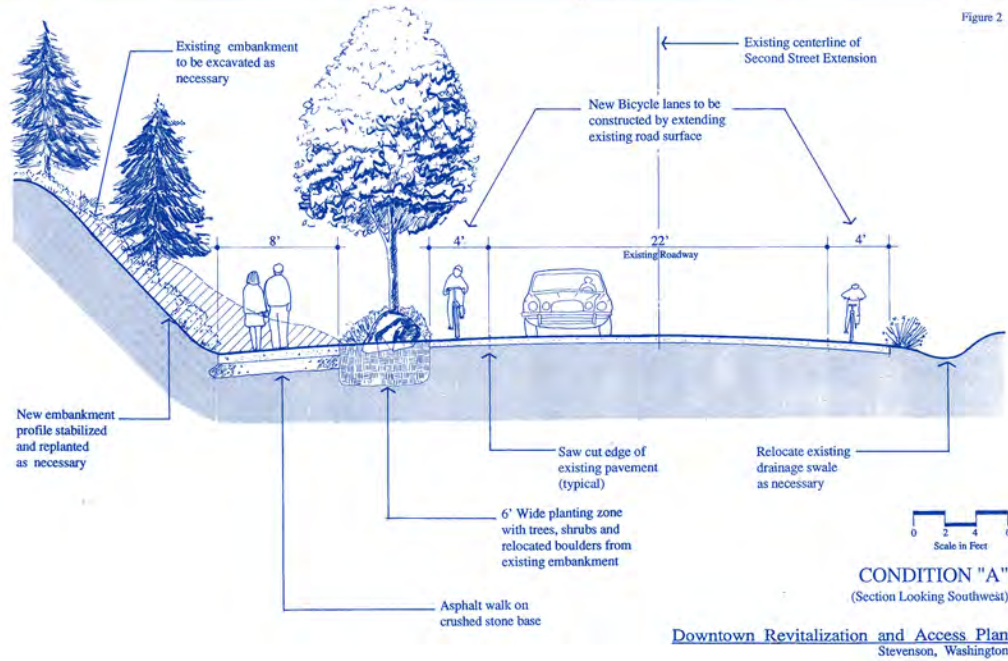 Figure 2
Existing embankment
to be excavated as
necessary
Existing centerline of
Second Street Extension
New Bicycle lanes to be
constructed by extending
existing road surface
8'
4'
22'
4'
Existing Roadway
New embankment
profile stabilized
and replanted
as necessary
Saw cut edge of
existing pavement
(typical)
Relocate existing
drainage swale
as necessary
6' Wide planting zone
with trees, shrubs and
relocated boulders from
existing embankment
Asphalt walk on
crushed stone base
0 2 4 6
Scale in Feet
CONDITION "A"
(Section Looking Southwest)
Downtown Revitalization and Access Plan
Stevenson, Washington